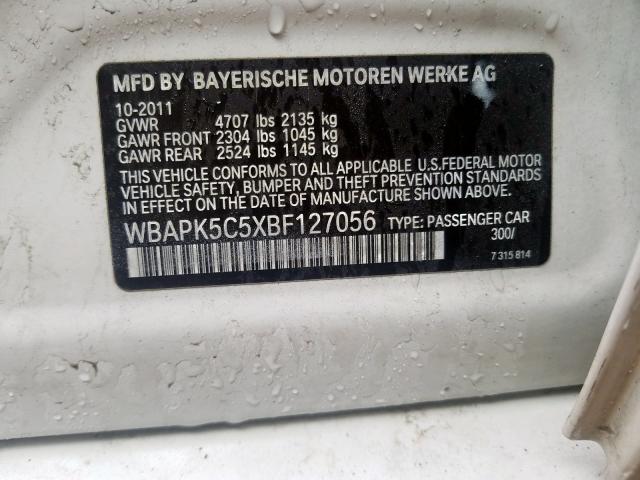 MFD BY BAYERISCHE MOTOREN WERKE AG
10-2011
GVWR 4707 lbs 2135 kg
GAWR FRONT 2304 lbs 1045 kg
GAWR REAR 2524 lbs 1145 kg
THIS VEHICLE CONFORMS TO ALL APPLICABLE U.S.FEDERAL MOTOR
VEHICLE SAFETY, BUMPER AND THEFT PREVENTION STANDARDS
IN EFFECT ON THE DATE OF MANUFACTURE SHOWN ABOVE.
WBAPK5C5XBF127056 TYPE: PASSENGER CAR
300/
7 315 814